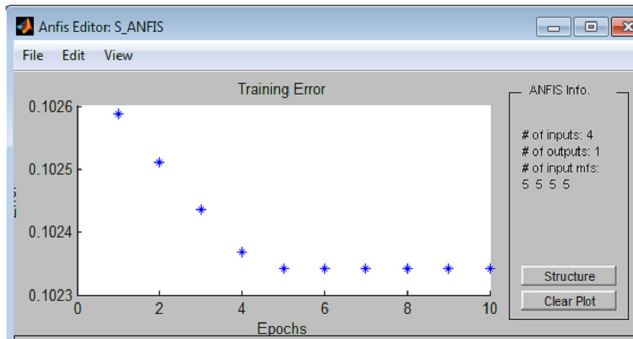 Anfis Editor: S_ANFIS
File Edit View
Training Error
0.1026
0.1025
0.1024
0.1023
0 2 4 6 8 10
Epochs
ANFIS Info.
# of inputs: 4
# of outputs: 1
# of input mfs:
5 5 5 5
Structure
Clear Plot